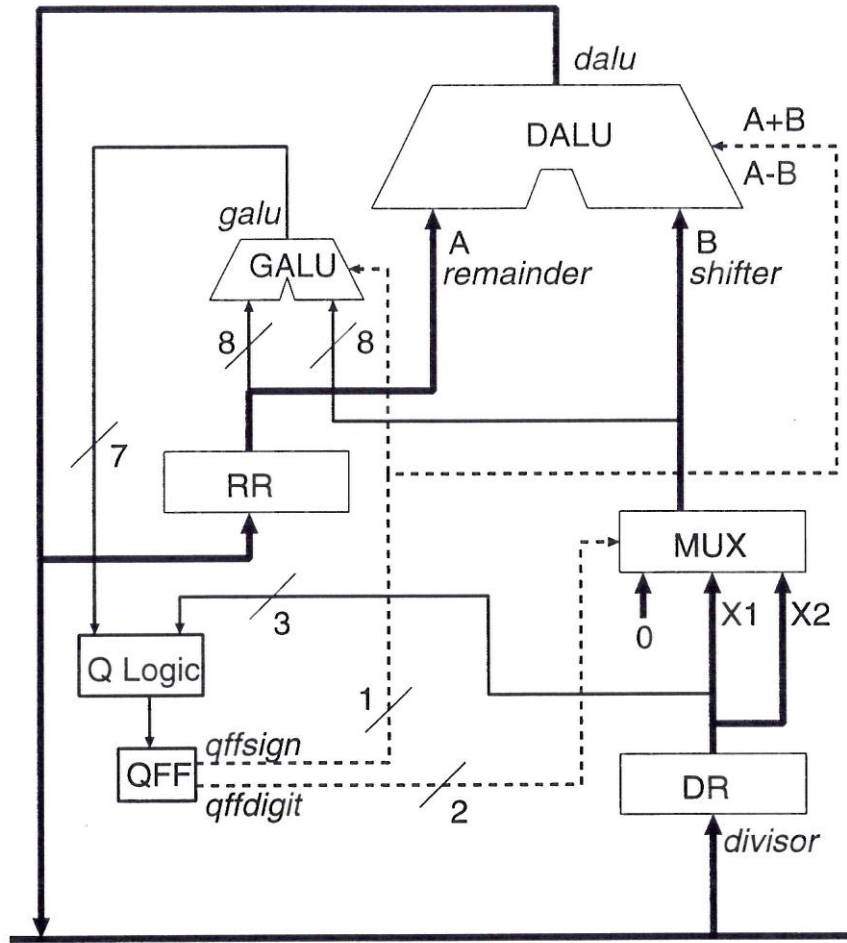 dalu
DALU
A+B
A-B
galu
GALU
A
remainder
B
shifter
8
8
7
RR
MUX
3
0
X1
X2
Q Logic
1
qffsign
QFF
qffdigit
2
DR
divisor